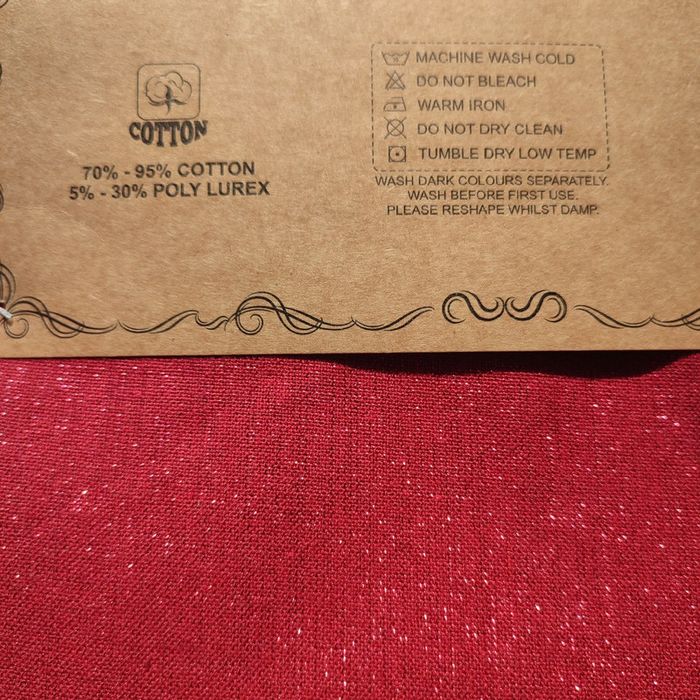 COTTON
70% - 95% COTTON
5% - 30% POLY LUREX
MACHINE WASH COLD
DO NOT BLEACH
WARM IRON
DO NOT DRY CLEAN
TUMBLE DRY LOW TEMP
WASH DARK COLOURS SEPARATELY.
WASH BEFORE FIRST USE.
PLEASE RESHAPE WHILST DAMP.